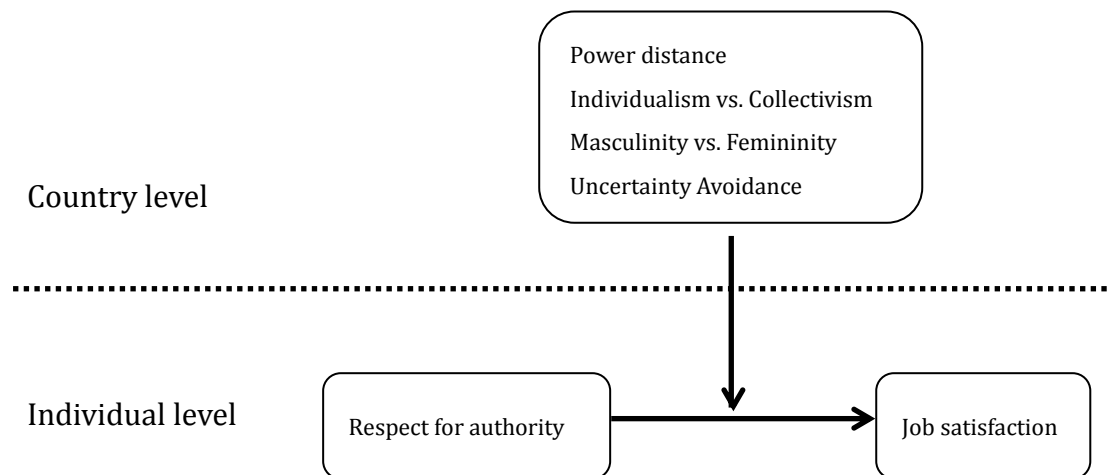 Power distance
Individualism vs. Collectivism
Masculinity vs. Femininity
Uncertainty Avoidance
Country level
Individual level
Respect for authority
Job satisfaction